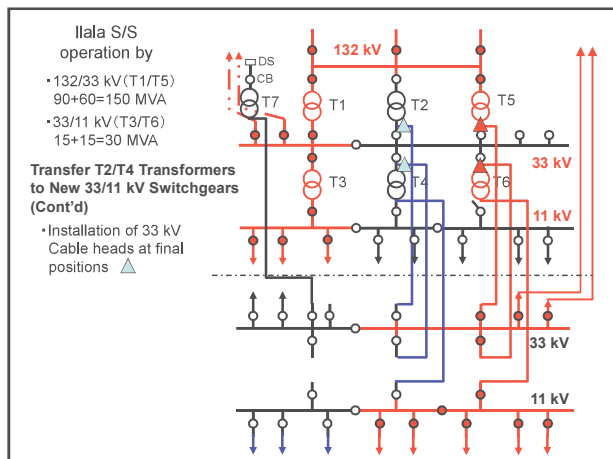 Ilala S/S
operation by
・132/33 kV(T1/T5)
90+60=150 MVA
・33/11 kV(T3/T6)
15+15=30 MVA
Transfer T2/T4 Transformers
to New 33/11 kV Switchgears
(Cont'd)
・Installation of 33 kV
Cable heads at final
positions
DS
CB
T7
132 kV
T1
T2
T5
33 kV
T3
T4
T6
11 kV
33 kV
11 kV